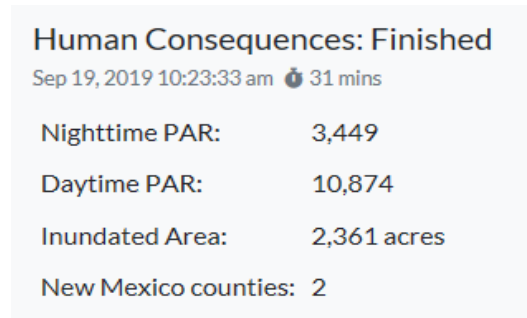 Human Consequences: Finished
Sep 19, 2019 10:23:33 am 31 mins
Nighttime PAR: 3,449
Daytime PAR: 10,874
Inundated Area: 2,361 acres
New Mexico counties: 2